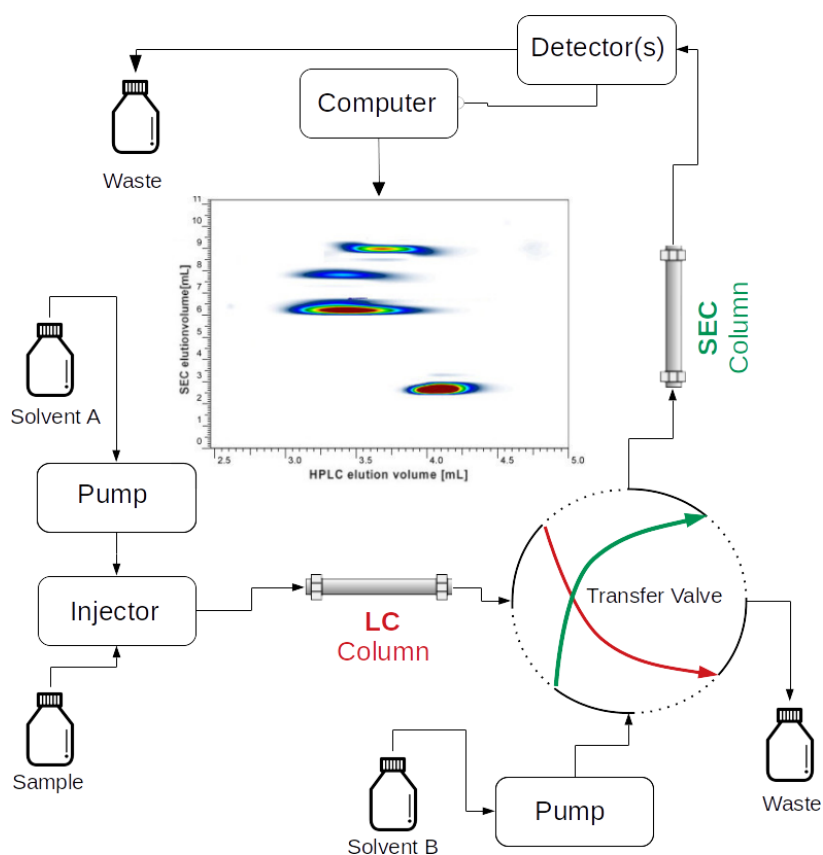 Detector(s)
Computer
Waste
11
10
9
8
7
6
5
4
3
2
1
0
SEC elutionvolume[mL]
2.5
3.0
3.5
4.0
4.5
5.0
HPLC elution volume [mL]
SEC
Column
Solvent A
Pump
Injector
LC
Column
Transfer Valve
Sample
Solvent B
Pump
Waste